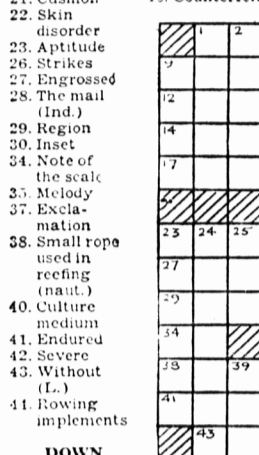 22. Skin
disorder
23. Aptitude
26. Strikes
27. Engrossed
28. The mail
(Ind.)
29. Region
30. Inset
34. Note of
the scale
35. Melody
37. Excla-
mation
38. Small rope
used in
reefing
(naut.)
40. Culture
medium
41. Endured
42. Severe
43. Without
(L.)
44. Rowing
implements
DOWN
1 2
9
12
14
17
23 24 25
27
29
34
38 39
41
43